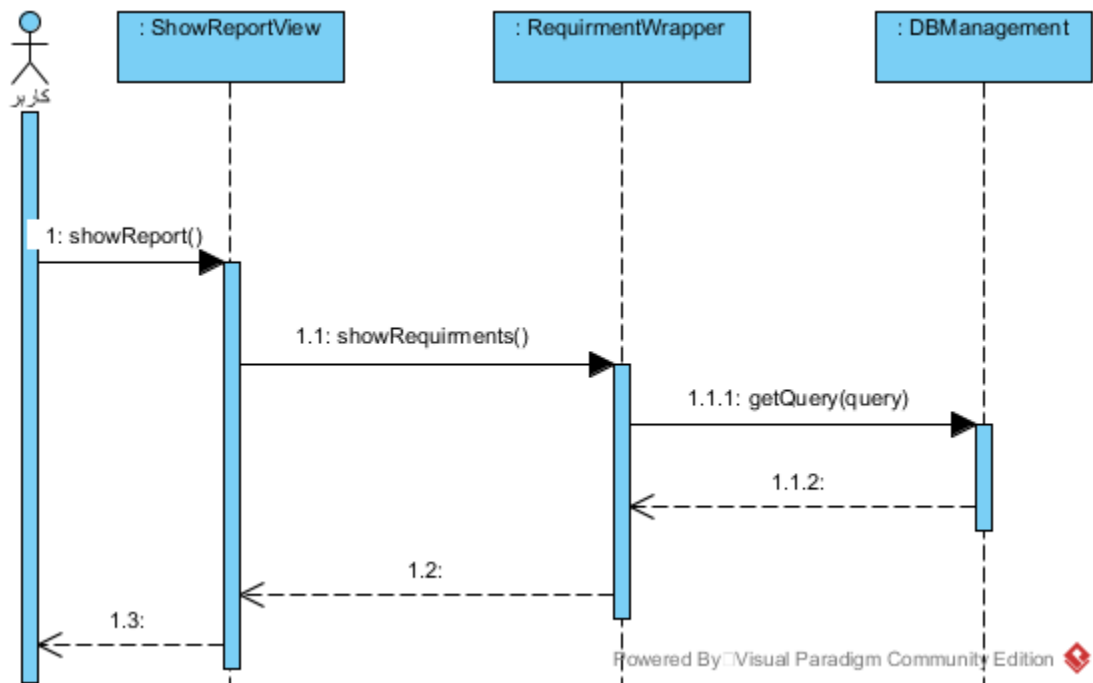 : ShowReportView
: RequirmentWrapper
: DBManagement
کاربر
1: showReport()
1.1: showRequirments()
1.1.1: getQuery(query)
1.1.2:
1.2:
1.3:
Powered By Visual Paradigm Community Edition